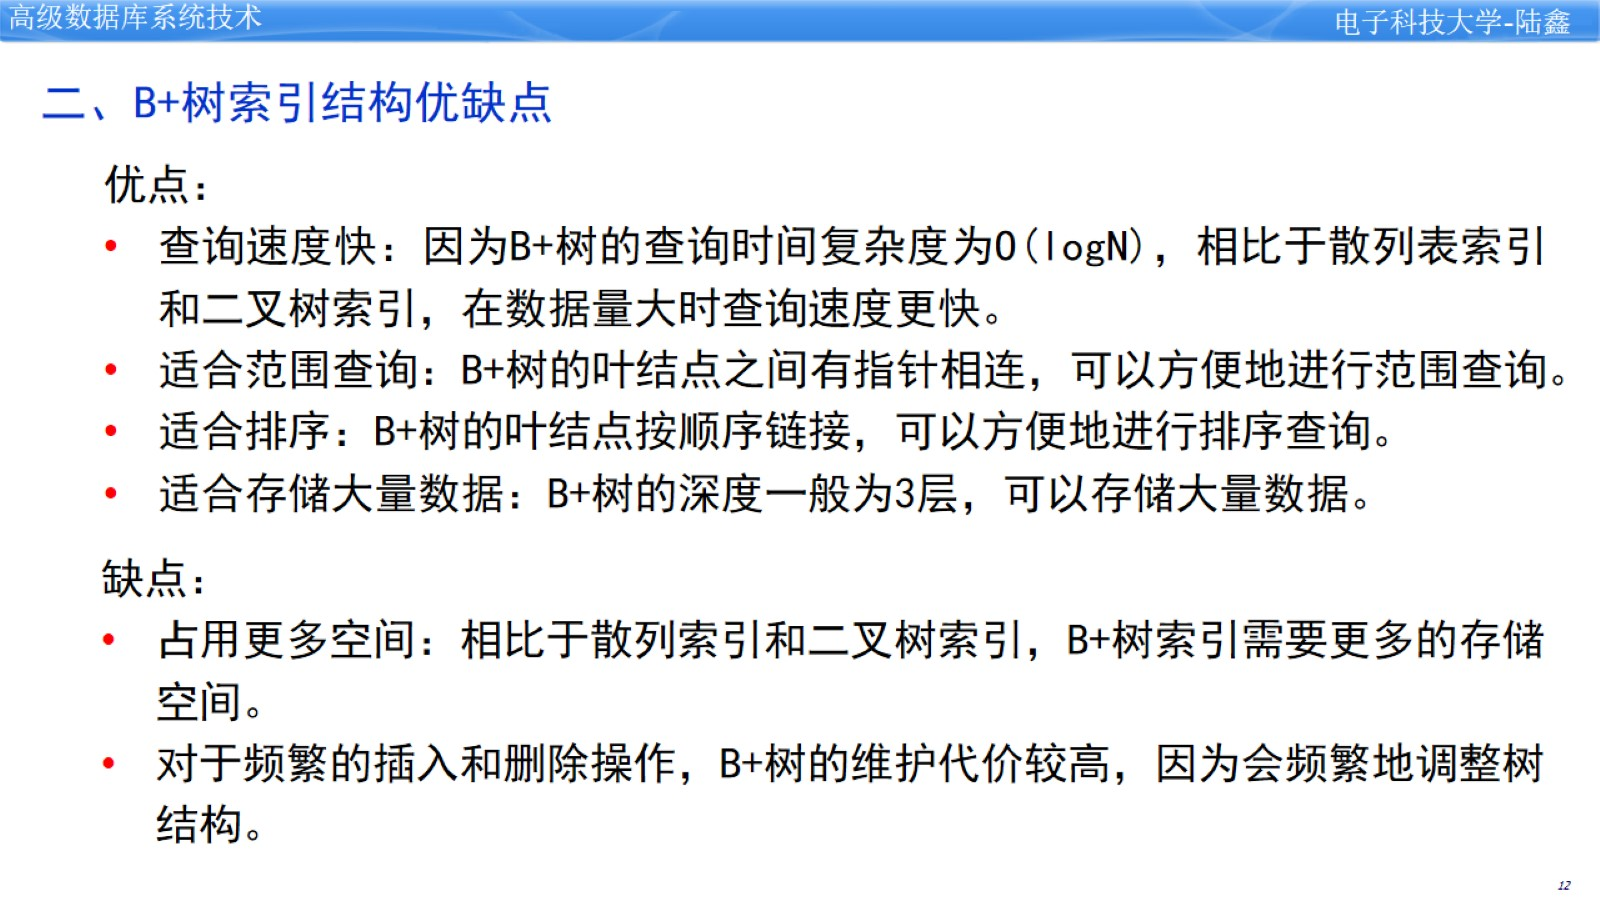 高级数据库系统技术
电子科技大学-陆鑫
二、B+树索引结构优缺点
优点：
• 查询速度快：因为B+树的查询时间复杂度为O(logN)，相比于散列表索引
和二叉树索引，在数据量大时查询速度更快。
• 适合范围查询：B+树的叶结点之间有指针相连，可以方便地进行范围查询。
• 适合排序：B+树的叶结点按顺序链接，可以方便地进行排序查询。
• 适合存储大量数据：B+树的深度一般为3层，可以存储大量数据。
缺点：
• 占用更多空间：相比于散列索引和二叉树索引，B+树索引需要更多的存储
空间。
• 对于频繁的插入和删除操作，B+树的维护代价较高，因为会频繁地调整树
结构。
12